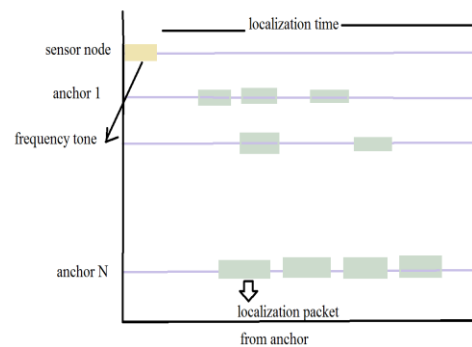 localization time
sensor node
anchor 1
frequency tone
anchor N
localization packet
from anchor